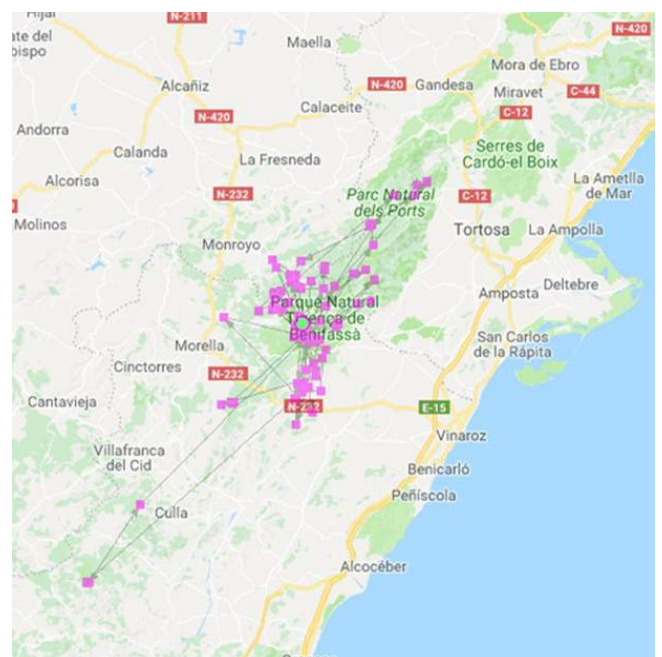 Híjar
N-211
N-420
ate del
bispo
Maella
Mora de Ebro
Alcañiz
N-420
Gandesa
Miravet
C-44
Calaceite
C-12
N-420
Andorra
Calanda
La Fresneda
Serres de
Cardó-el Boix
Alcorisa
N-232
Parc Natural
dels Ports
C-12
La Ametlla
de Mar
Molinos
Monroyo
Tortosa
La Ampolla
Deltebre
Amposta
Parque Natural
Tinença de
Benifassà
Morella
San Carlos
de la Rápita
Cinctorres
N-232
Cantavieja
N-232
E-15
Vinaroz
Villafranca
del Cid
Benicarló
Peñíscola
Culla
Alcocéber